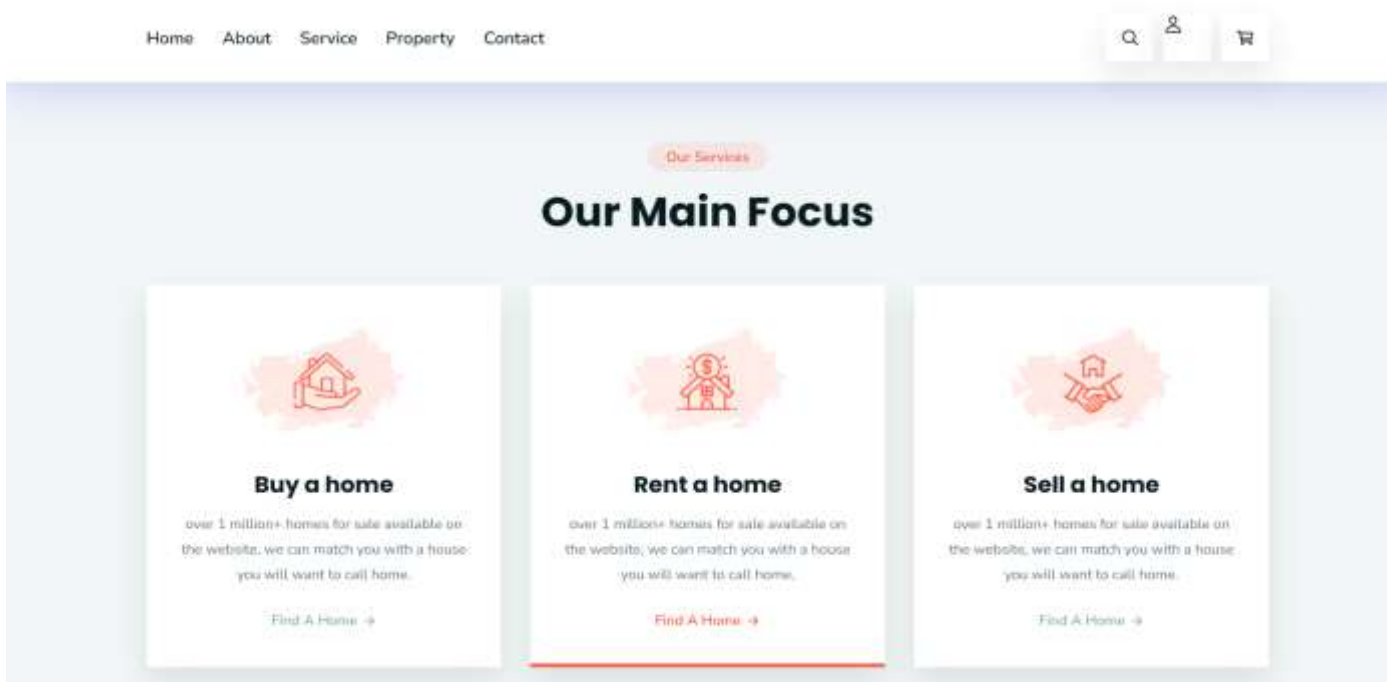 Home About Service Property Contact
Our Services
Our Main Focus
Buy a home
over 1 million+ homes for sale available on
the website, we can match you with a house
you will want to call home.
Find A Home →
Rent a home
over 1 million+ homes for sale available on
the website, we can match you with a house
you will want to call home.
Find A Home →
Sell a home
over 1 million+ homes for sale available on
the website, we can match you with a house
you will want to call home.
Find A Home →